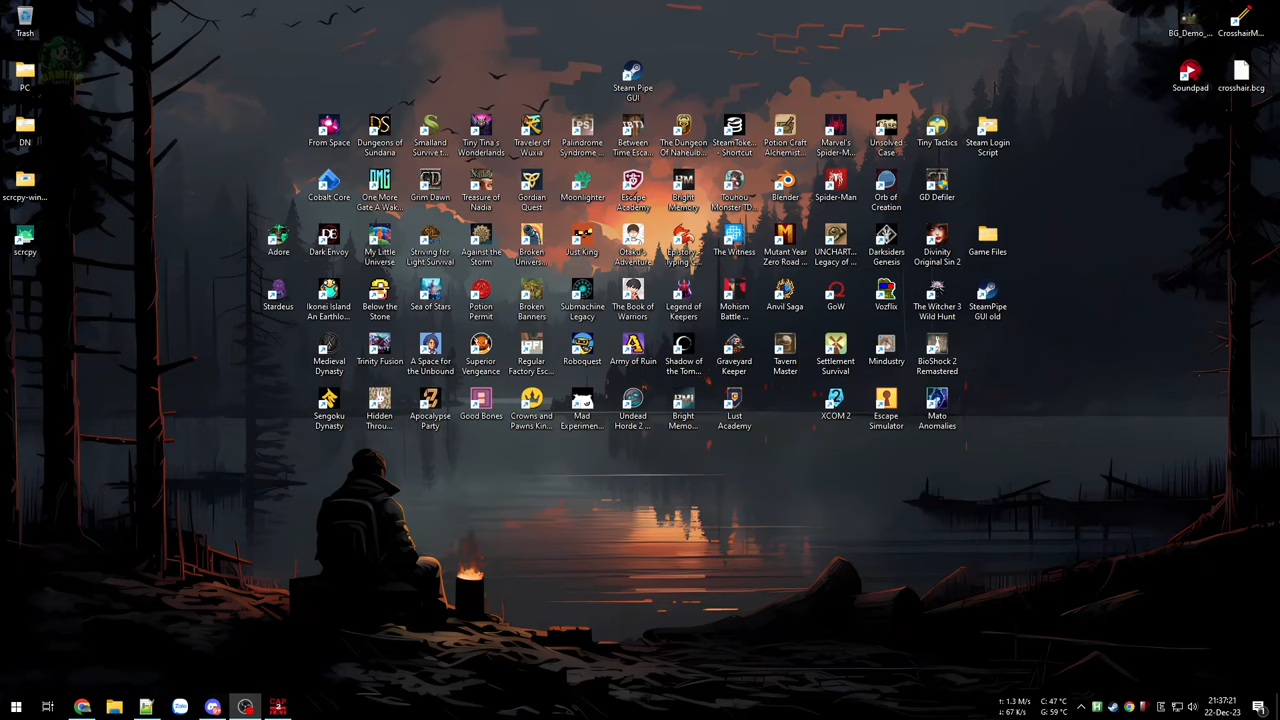 Trash
BG_Demo_...
CrosshairM...
PC
Steam Pipe
GUI
Soundpad
crosshair.bcg
DN
From Space
Dungeons of
Sundaria
Smalland
Survive t...
Tiny Tina's
Wonderlands
Traveler of
Wuxia
Palindrome
Syndrome ...
Between
Time Esca...
The Dungeon
Of Naheulb...
SteamToke...
- Shortcut
Potion Craft
Alchemist...
Marvel's
Spider-M...
Unsolved
Case
Tiny Tactics
Steam Login
Script
scrcpy-win...
Cobalt Core
One More
Gate A Wak...
Grim Dawn
Treasure of
Nadia
Gordian
Quest
Moonlighter
Escape
Academy
Bright
Memory
Touhou
Monster TD...
Blender
Spider-Man
Orb of
Creation
GD Defiler
scrcpy
Adore
Dark Envoy
My Little
Universe
Striving for
Light Survival
Against the
Storm
Broken
Univers...
Just King
Otaku's
Adventure
Epistory -
Typing C...
The Witness
Mutant Year
Zero Road ...
UNCHART...
Legacy of ...
Darksiders
Genesis
Divinity
Original Sin 2
Game Files
Stardeus
Ikonei Island
An Earthlo...
Below the
Stone
Sea of Stars
Potion
Permit
Broken
Banners
Submachine
Legacy
The Book of
Warriors
Legend of
Keepers
Mohism
Battle ...
Anvil Saga
GoW
Vozflix
The Witcher 3
Wild Hunt
SteamPipe
GUI old
Medieval
Dynasty
Trinity Fusion
A Space for
the Unbound
Superior
Vengeance
Regular
Factory Esc...
Roboquest
Army of Ruin
Shadow of
the Tom...
Graveyard
Keeper
Tavern
Master
Settlement
Survival
Mindustry
BioShock 2
Remastered
Sengoku
Dynasty
Hidden
Throu...
Apocalypse
Party
Good Bones
Crowns and
Pawns Kin...
Mad
Experimen...
Undead
Horde 2 ...
Bright
Memo...
Lust
Academy
XCOM 2
Escape
Simulator
Mato
Anomalies
Zalo
CAP
↑: 1.3 M/s
↓: 67 K/s
C: 47 °C
G: 59 °C
21:37:21
22-Dec-23